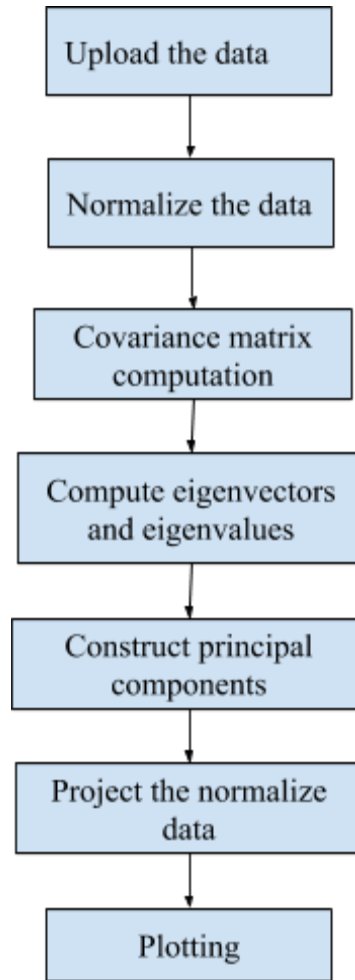 Upload the data
Normalize the data
Covariance matrix
computation
Compute eigenvectors
and eigenvalues
Construct principal
components
Project the normalize
data
Plotting